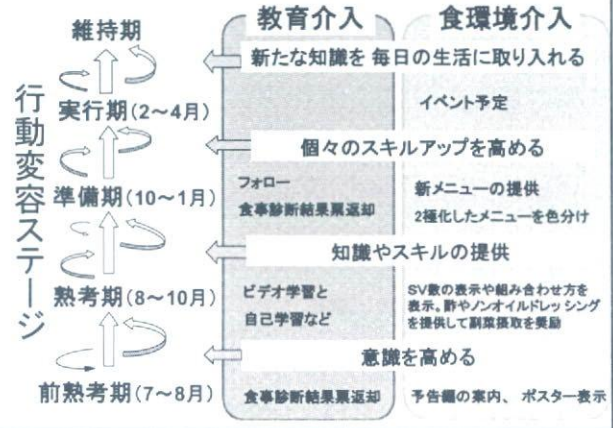 教育介入 食環境介入
行動変容ステージ
維持期
新たな知識を 毎日の生活に取り入れる
実行期(2～4月)
イベント予定
個々のスキルアップを高める
準備期(10～1月)
フォロー
食事診断結果票返却
新メニューの提供
2極化したメニューを色分け
知識やスキルの提供
熟考期(8～10月)
ビデオ学習と
自己学習など
SV数の表示や組み合わせ方を
表示。酢やノンオイルドレッシング
を提供して副菜摂取を奨励
意識を高める
前熟考期(7～8月)
食事診断結果票返却
予告編の案内、 ポスター表示